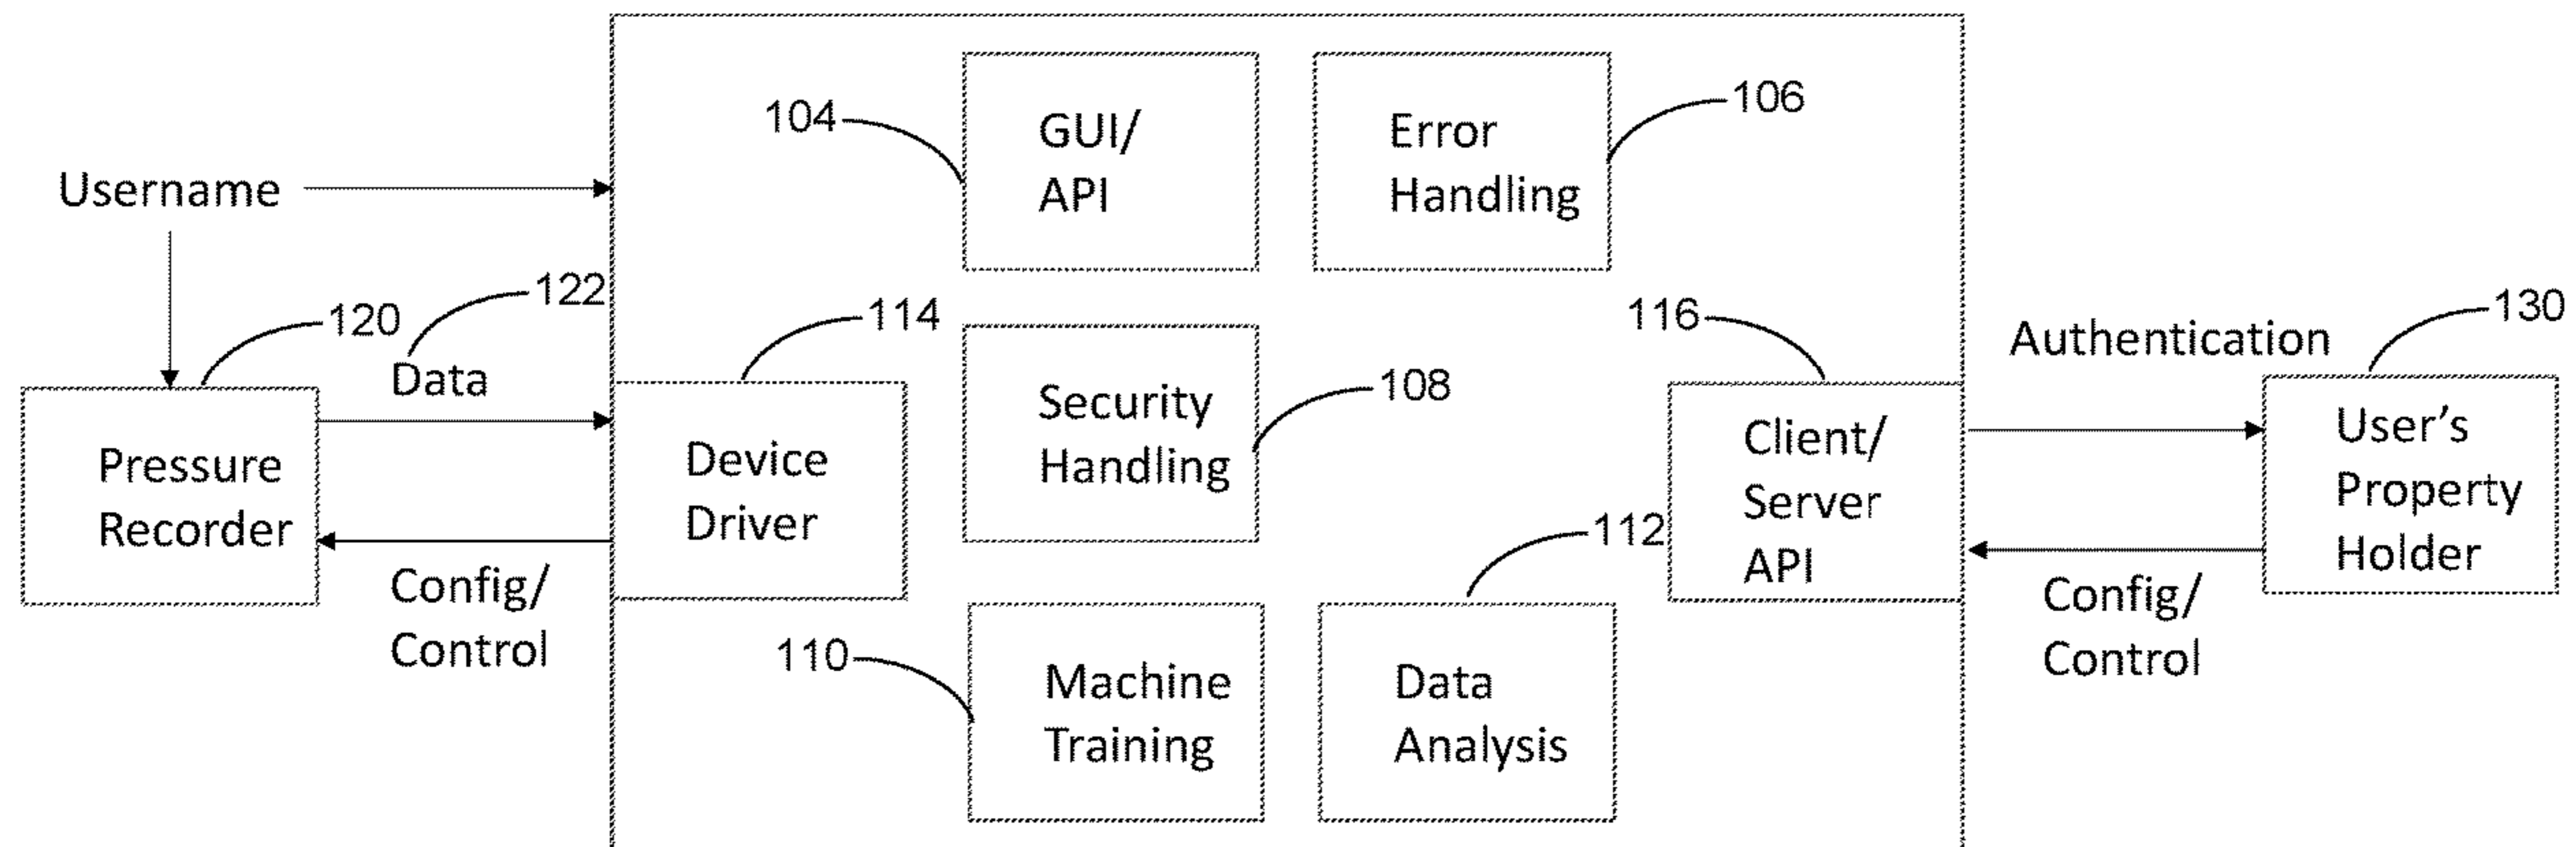 104
GUI/
API
Error
Handling
106
Username
122
120
Data
Pressure
Recorder
Config/
Control
114
Device
Driver
Security
Handling
108
116
Client/
Server
API
Authentication
130
User's
Property
Holder
Config/
Control
110
Machine
Training
112
Data
Analysis